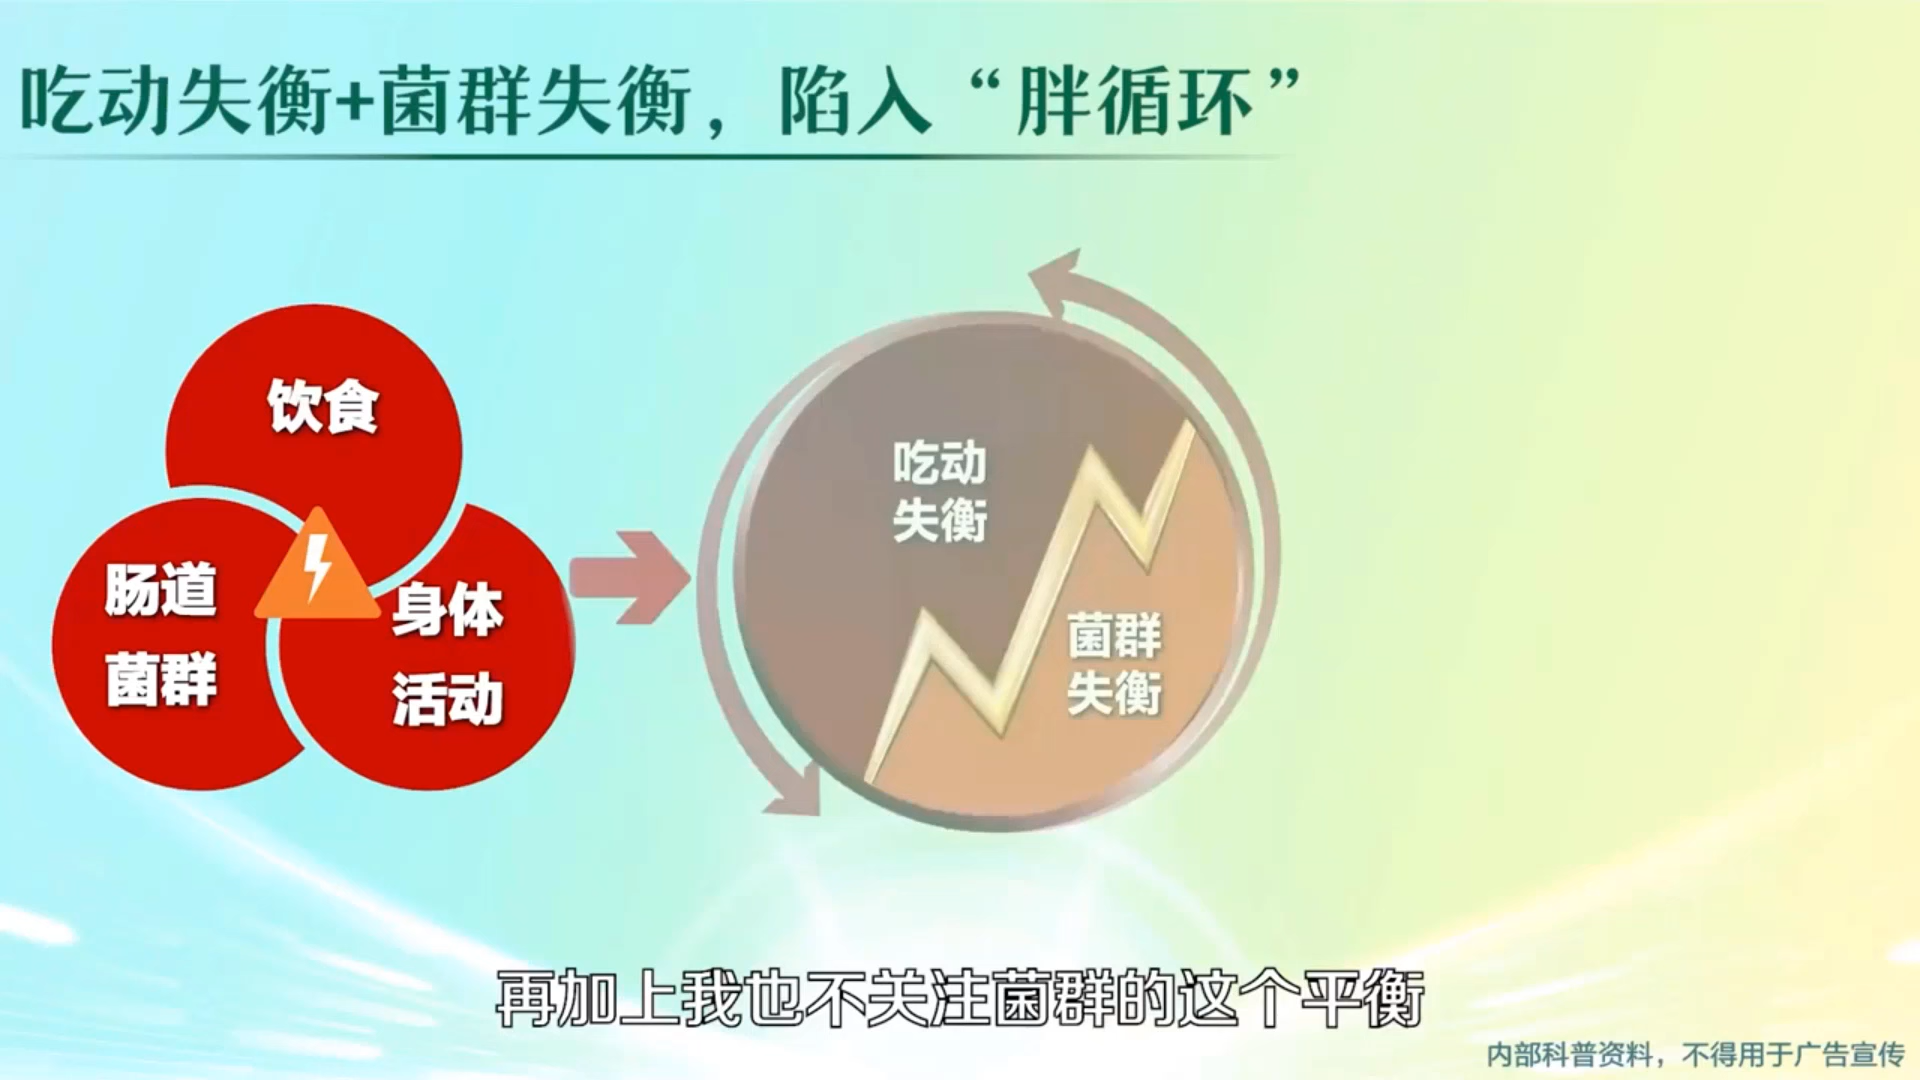 吃动失衡+菌群失衡，陷入“胖循环”
饮食
肠道
菌群
身体
活动
吃动
失衡
菌群
失衡
再加上我也不关注菌群的这个平衡
内部科普资料，不得用于广告宣传